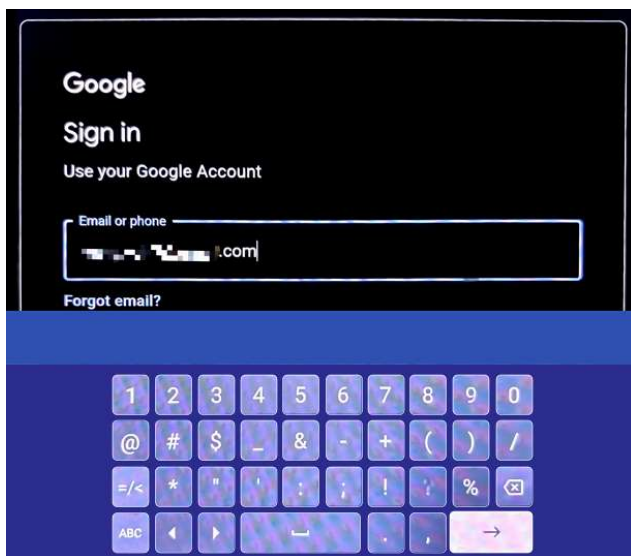 Google
Sign in
Use your Google Account
Email or phone
.com
Forgot email?
1 2 3 4 5 6 7 8 9 0
@ # $ _ & - + ( ) /
=/< * " ' : ; ! %
ABC . , →